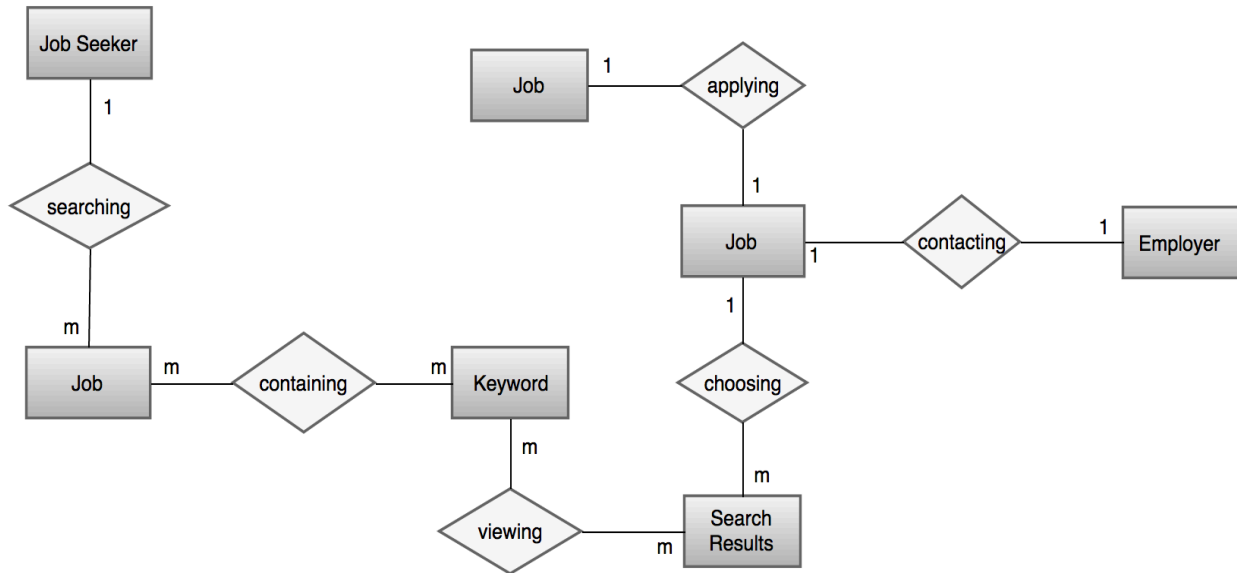 Job Seeker
1
searching
m
Job
m
containing
m
Keyword
m
viewing
m
Search
Results
m
choosing
1
Job
1
applying
1
Job
1
contacting
1
Employer